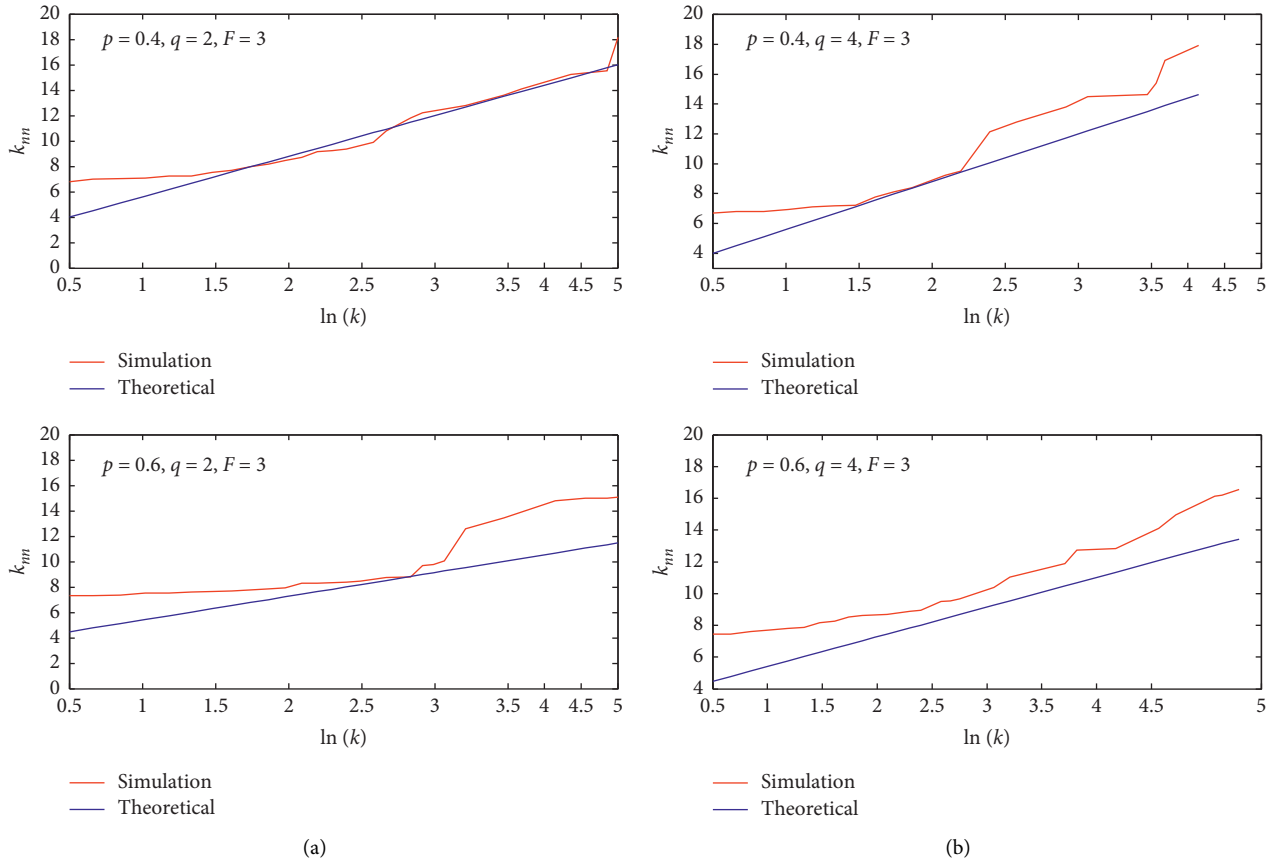 p = 0.4, q = 2, F = 3
20
18
16
14
12
10
8
6
4
2
0
k_nn
0.5 1 1.5 2 2.5 3 3.5 4 4.5 5
ln (k)
Simulation
Theoretical
p = 0.4, q = 4, F = 3
20
18
16
14
12
10
8
6
4
k_nn
0.5 1 1.5 2 2.5 3 3.5 4 4.5 5
ln (k)
Simulation
Theoretical
p = 0.6, q = 2, F = 3
20
18
16
14
12
10
8
6
4
2
0
k_nn
0.5 1 1.5 2 2.5 3 3.5 4 4.5 5
ln (k)
Simulation
Theoretical
(a)
p = 0.6, q = 4, F = 3
20
18
16
14
12
10
8
6
4
k_nn
0.5 1 1.5 2 2.5 3 3.5 4 4.5 5
ln (k)
Simulation
Theoretical
(b)